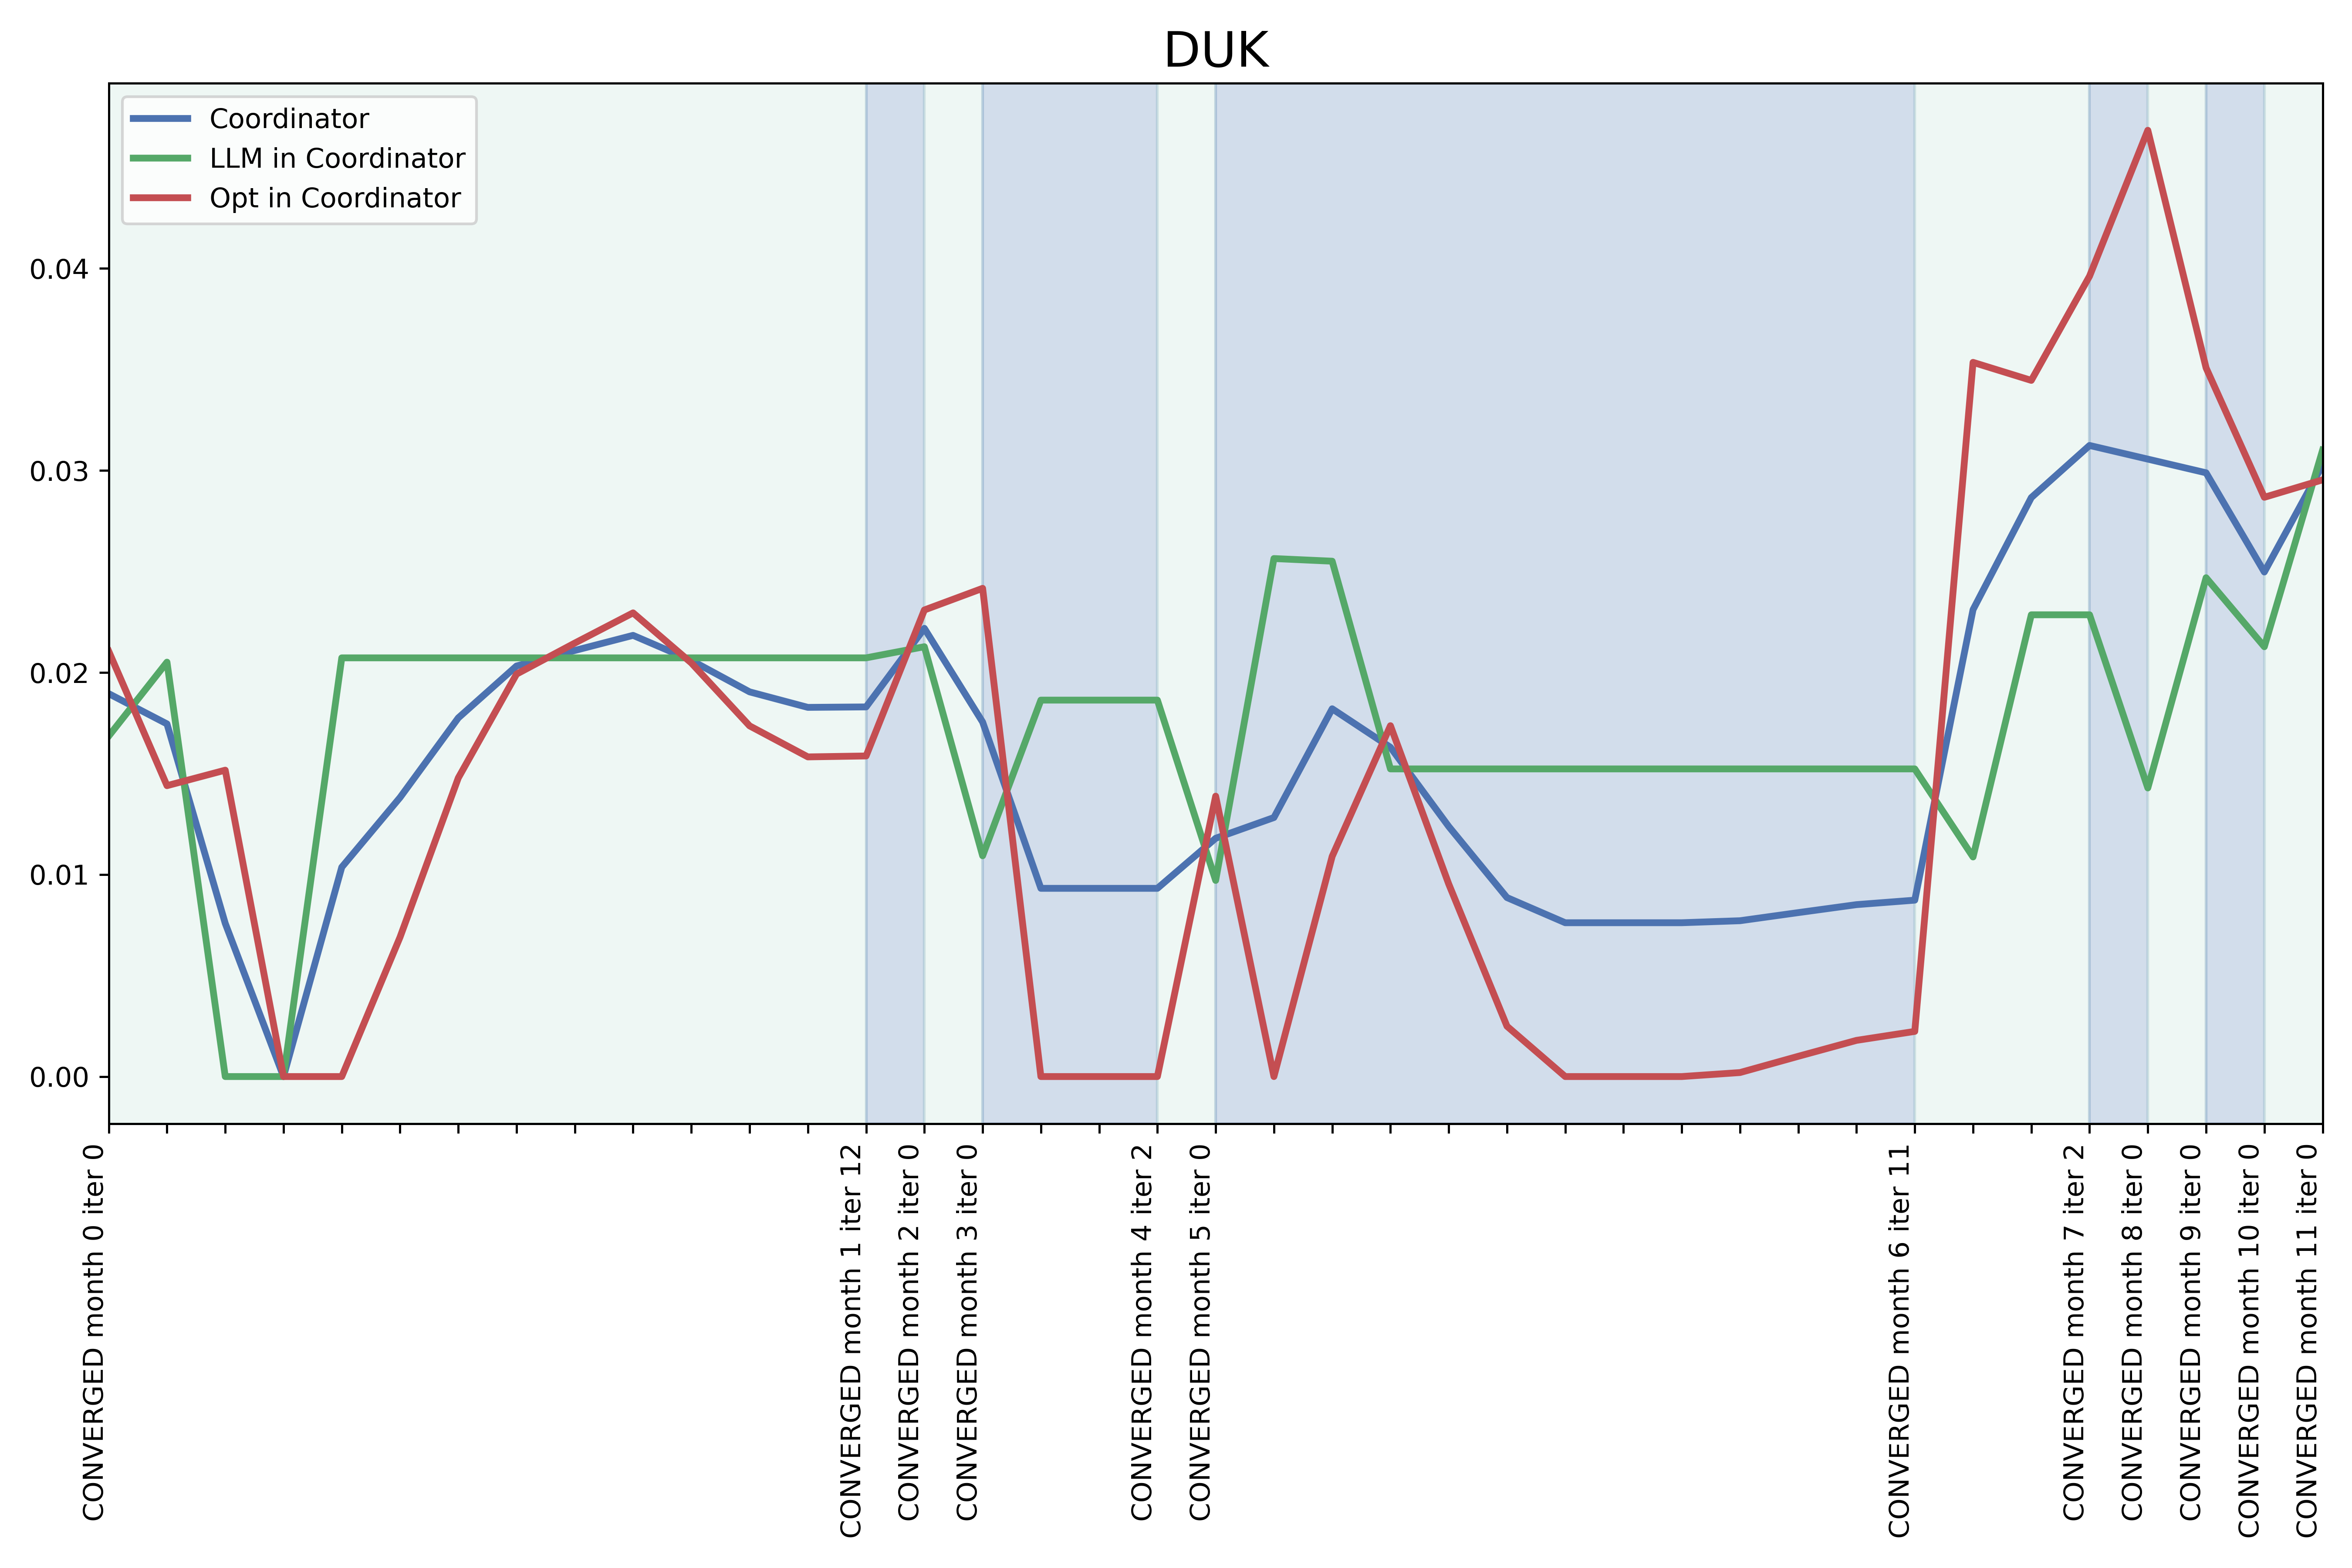 DUK
Coordinator
LLM in Coordinator
Opt in Coordinator
0.04
0.03
0.02
0.01
0.00
CONVERGED month 0 iter 0
CONVERGED month 1 iter 12
CONVERGED month 2 iter 0
CONVERGED month 3 iter 0
CONVERGED month 4 iter 2
CONVERGED month 5 iter 0
CONVERGED month 6 iter 11
CONVERGED month 7 iter 2
CONVERGED month 8 iter 0
CONVERGED month 9 iter 0
CONVERGED month 10 iter 0
CONVERGED month 11 iter 0